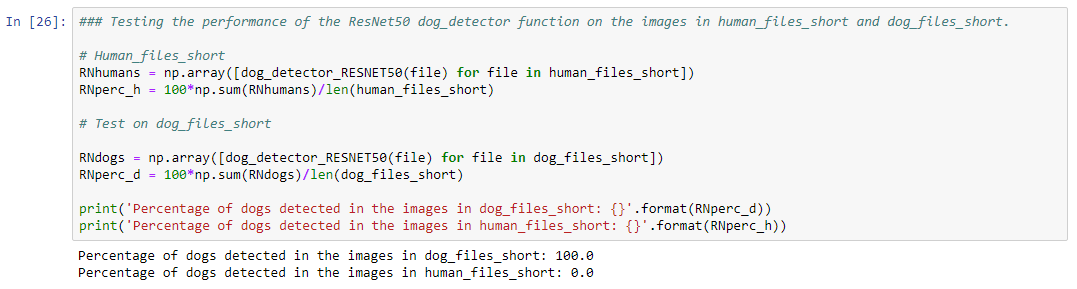 In [26]: ### Testing the performance of the ResNet50 dog_detector function on the images in human_files_short and dog_files_short.
# Human_files_short
RNhumans = np.array([dog_detector_RESNET50(file) for file in human_files_short])
RNperc_h = 100*np.sum(RNhumans)/len(human_files_short)
# Test on dog_files_short
RNdogs = np.array([dog_detector_RESNET50(file) for file in dog_files_short])
RNperc_d = 100*np.sum(RNdogs)/len(dog_files_short)
print('Percentage of dogs detected in the images in dog_files_short: {}'.format(RNperc_d))
print('Percentage of dogs detected in the images in human_files_short: {}'.format(RNperc_h))
Percentage of dogs detected in the images in dog_files_short: 100.0
Percentage of dogs detected in the images in human_files_short: 0.0